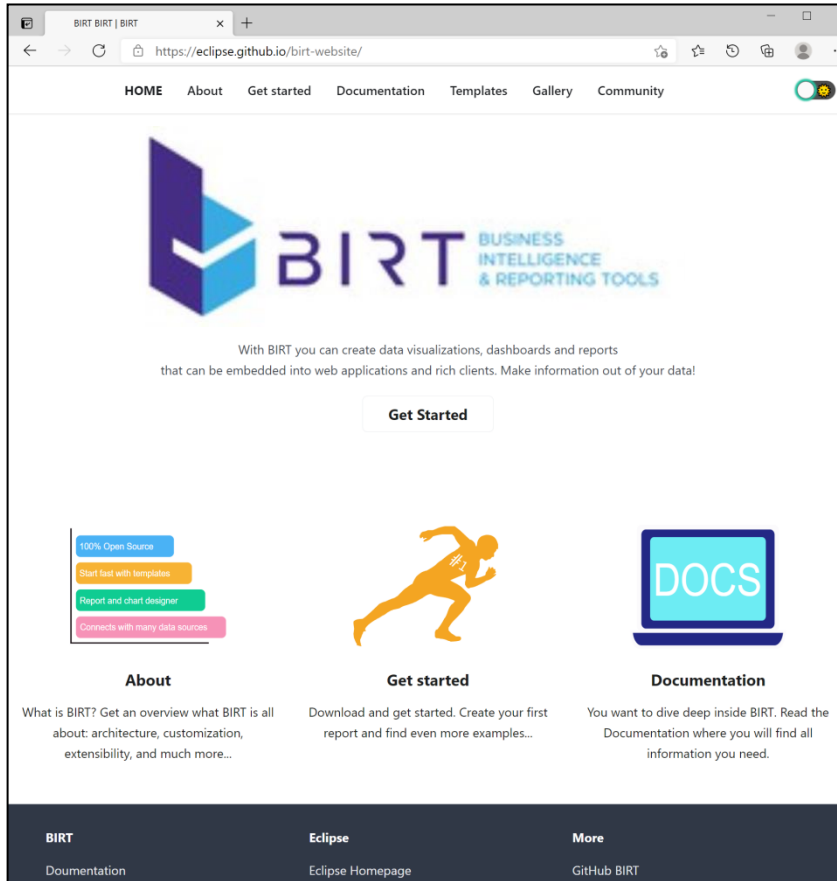 BIRT BIRT | BIRT
https://eclipse.github.io/birt-website/
HOME About Get started Documentation Templates Gallery Community
BIRT
BUSINESS
INTELLIGENCE
& REPORTING TOOLS
With BIRT you can create data visualizations, dashboards and reports
that can be embedded into web applications and rich clients. Make information out of your data!
Get Started
100% Open Source
Start fast with templates
Report and chart designer
Connects with many data sources
#1
DOCS
About
What is BIRT? Get an overview what BIRT is all
about: architecture, customization,
extensibility, and much more...
Get started
Download and get started. Create your first
report and find even more examples...
Documentation
You want to dive deep inside BIRT. Read the
Documentation where you will find all
information you need.
BIRT
Doumentation
Eclipse
Eclipse Homepage
More
GitHub BIRT